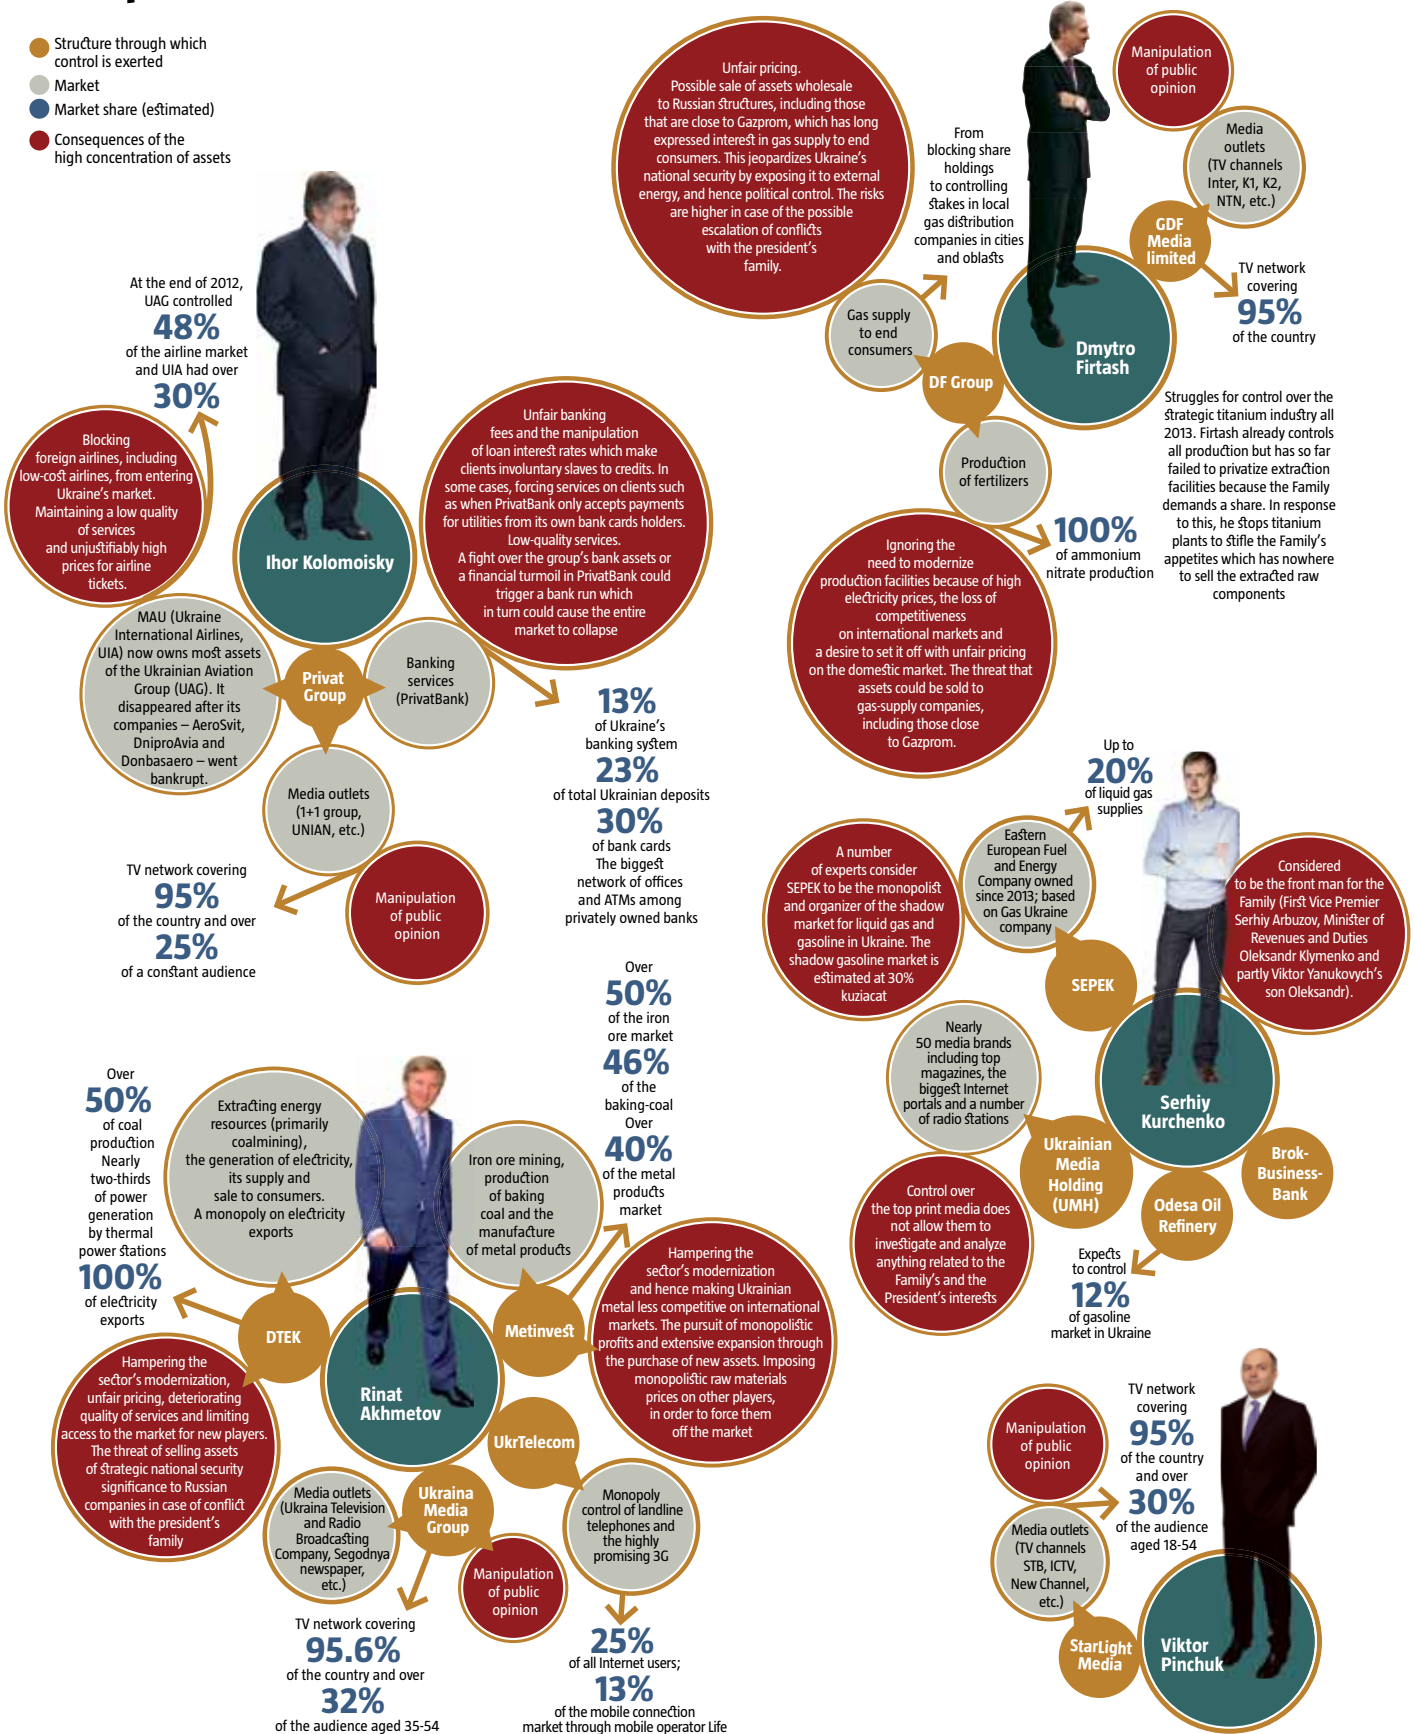 Structure through which
control is exerted
Market
Market share (estimated)
Consequences of the
high concentration of assets
At the end of 2012,
UAG controlled
48%
of the airline market
and UIA had over
30%
Blocking
foreign airlines, including
low-cost airlines, from entering
Ukraine's market.
Maintaining a low quality
of services
and unjustifiably high
prices for airline
tickets.
Ihor Kolomoisky
MAU (Ukraine
International Airlines,
UIA) now owns most assets
of the Ukrainian Aviation
Group (UAG). It
disappeared after its
companies – AeroSvit,
DniproAvia and
Donbasaero – went
bankrupt.
Privat
Group
Banking
services
(PrivatBank)
Unfair banking
fees and the manipulation
of loan interest rates which make
clients involuntary slaves to credits. In
some cases, forcing services on clients such
as when PrivatBank only accepts payments
for utilities from its own bank cards holders.
Low-quality services.
A fight over the group's bank assets or
a financial turmoil in PrivatBank could
trigger a bank run which
in turn could cause the entire
market to collapse
13%
of Ukraine's
banking system
23%
of total Ukrainian deposits
30%
of bank cards
The biggest
network of offices
and ATMs among
privately owned banks
Media outlets
(1+1 group,
UNIAN, etc.)
Manipulation
of public
opinion
TV network covering
95%
of the country and over
25%
of a constant audience
Unfair pricing.
Possible sale of assets wholesale
to Russian structures, including those
that are close to Gazprom, which has long
expressed interest in gas supply to end
consumers. This jeopardizes Ukraine's
national security by exposing it to external
energy, and hence political control. The risks
are higher in case of the possible
escalation of conflicts
with the president's
family.
From
blocking share
holdings
to controlling
stakes in local
gas distribution
companies in cities
and oblasts
Gas supply
to end
consumers
DF Group
Dmytro
Firtash
Manipulation
of public
opinion
Media
outlets
(TV channels
Inter, K1, K2,
NTN, etc.)
GDF
Media
limited
TV network
covering
95%
of the country
Struggles for control over the
strategic titanium industry all
2013. Firtash already controls
all production but has so far
failed to privatize extraction
facilities because the Family
demands a share. In response
to this, he stops titanium
plants to stifle the Family's
appetites which has nowhere
to sell the extracted raw
components
Production
of fertilizers
100%
of ammonium
nitrate production
Ignoring the
need to modernize
production facilities because of high
electricity prices, the loss of
competitiveness
on international markets and
a desire to set it off with unfair pricing
on the domestic market. The threat that
assets could be sold to
gas-supply companies,
including those close
to Gazprom.
Up to
20%
of liquid gas
supplies
Eastern
European Fuel
and Energy
Company owned
since 2013; based
on Gas Ukraine
company
A number
of experts consider
SEPEK to be the monopolist
and organizer of the shadow
market for liquid gas and
gasoline in Ukraine. The
shadow gasoline market is
estimated at 30%
kuziacat
SEPEK
Considered
to be the front man for the
Family (First Vice Premier
Serhiy Arbuzov, Minister of
Revenues and Duties
Oleksandr Klymenko and
partly Viktor Yanukovych's
son Oleksandr).
Serhiy
Kurchenko
Nearly
50 media brands
including top
magazines, the
biggest Internet
portals and a number
of radio stations
Ukrainian
Media
Holding
(UMH)
Control over
the top print media does
not allow them to
investigate and analyze
anything related to the
Family's and the
President's interests
Odesa Oil
Refinery
Brok-
Business-
Bank
Expects
to control
12%
of gasoline
market in Ukraine
Over
50%
of coal
production
Nearly
two-thirds
of power
generation
by thermal
power stations
100%
of electricity
exports
Extracting energy
resources (primarily
coalmining),
the generation of electricity,
its supply and
sale to consumers.
A monopoly on electricity
exports
DTEK
Hampering the
sector's modernization,
unfair pricing, deteriorating
quality of services and limiting
access to the market for new players.
The threat of selling assets
of strategic national security
significance to Russian
companies in case of conflict
with the president's
family
Rinat
Akhmetov
Iron ore mining,
production
of baking
coal and the
manufacture
of metal products
Over
50%
of the iron
ore market
46%
of the
baking-coal
Over
40%
of the metal
products
market
Metinvest
Hampering the
sector's modernization
and hence making Ukrainian
metal less competitive on international
markets. The pursuit of monopolistic
profits and extensive expansion through
the purchase of new assets. Imposing
monopolistic raw materials
prices on other players,
in order to force them
off the market
UkrTelecom
Monopoly
control of landline
telephones and
the highly
promising 3G
25%
of all Internet users;
13%
of the mobile connection
market through mobile operator Life
Ukraina
Media
Group
Media outlets
(Ukraina Television
and Radio
Broadcasting
Company, Segodnya
newspaper,
etc.)
Manipulation
of public
opinion
TV network covering
95.6%
of the country and over
32%
of the audience aged 35-54
Manipulation
of public
opinion
TV network
covering
95%
of the country
and over
30%
of the audience
aged 18-54
Media outlets
(TV channels
STB, ICTV,
New Channel,
etc.)
StarLight
Media
Viktor
Pinchuk